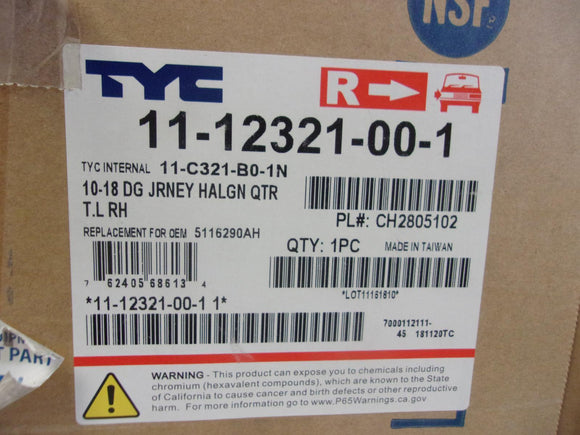 NSF
TYC
R
11-12321-00-1
TYC INTERNAL 11-C321-B0-1N
10-18 DG JRNEY HALGN QTR
T.L RH
PL#: CH2805102
REPLACEMENT FOR OEM 5116290AH
QTY: 1PC MADE IN TAIWAN
7 62405 68613 4
*LOT11161810*
*11-12321-00-1 1*
7000112111-
45 181120TC
WARNING - This product can expose you to chemicals including
chromium (hexavalent compounds), which are known to the State
of California to cause cancer and birth defects or other reproductive
harm. For more information go to www.P65Warnings.ca.gov
T PART